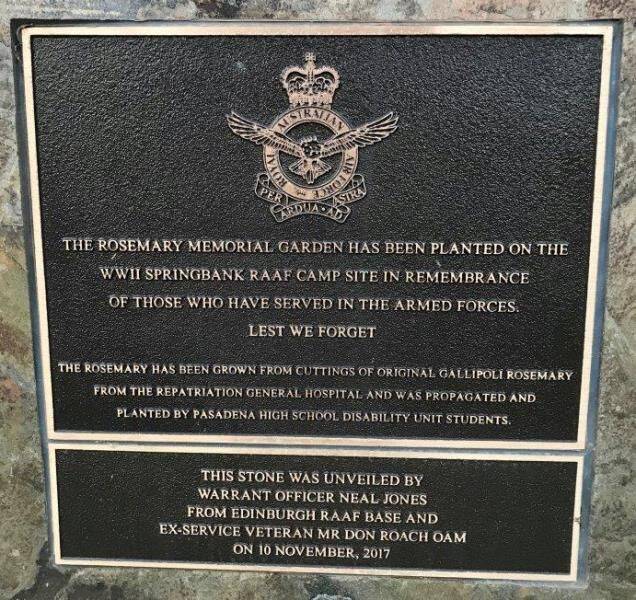 ROYAL AUSTRALIAN AIR FORCE
PER ARDUA · AD ASTRA
THE ROSEMARY MEMORIAL GARDEN HAS BEEN PLANTED ON THE
WWII SPRINGBANK RAAF CAMP SITE IN REMEMBRANCE
OF THOSE WHO HAVE SERVED IN THE ARMED FORCES.
LEST WE FORGET
THE ROSEMARY HAS BEEN GROWN FROM CUTTINGS OF ORIGINAL GALLIPOLI ROSEMARY
FROM THE REPATRIATION GENERAL HOSPITAL AND WAS PROPAGATED AND
PLANTED BY PASADENA HIGH SCHOOL DISABILITY UNIT STUDENTS.
THIS STONE WAS UNVEILED BY
WARRANT OFFICER NEAL JONES
FROM EDINBURGH RAAF BASE AND
EX-SERVICE VETERAN MR DON ROACH OAM
ON 10 NOVEMBER, 2017